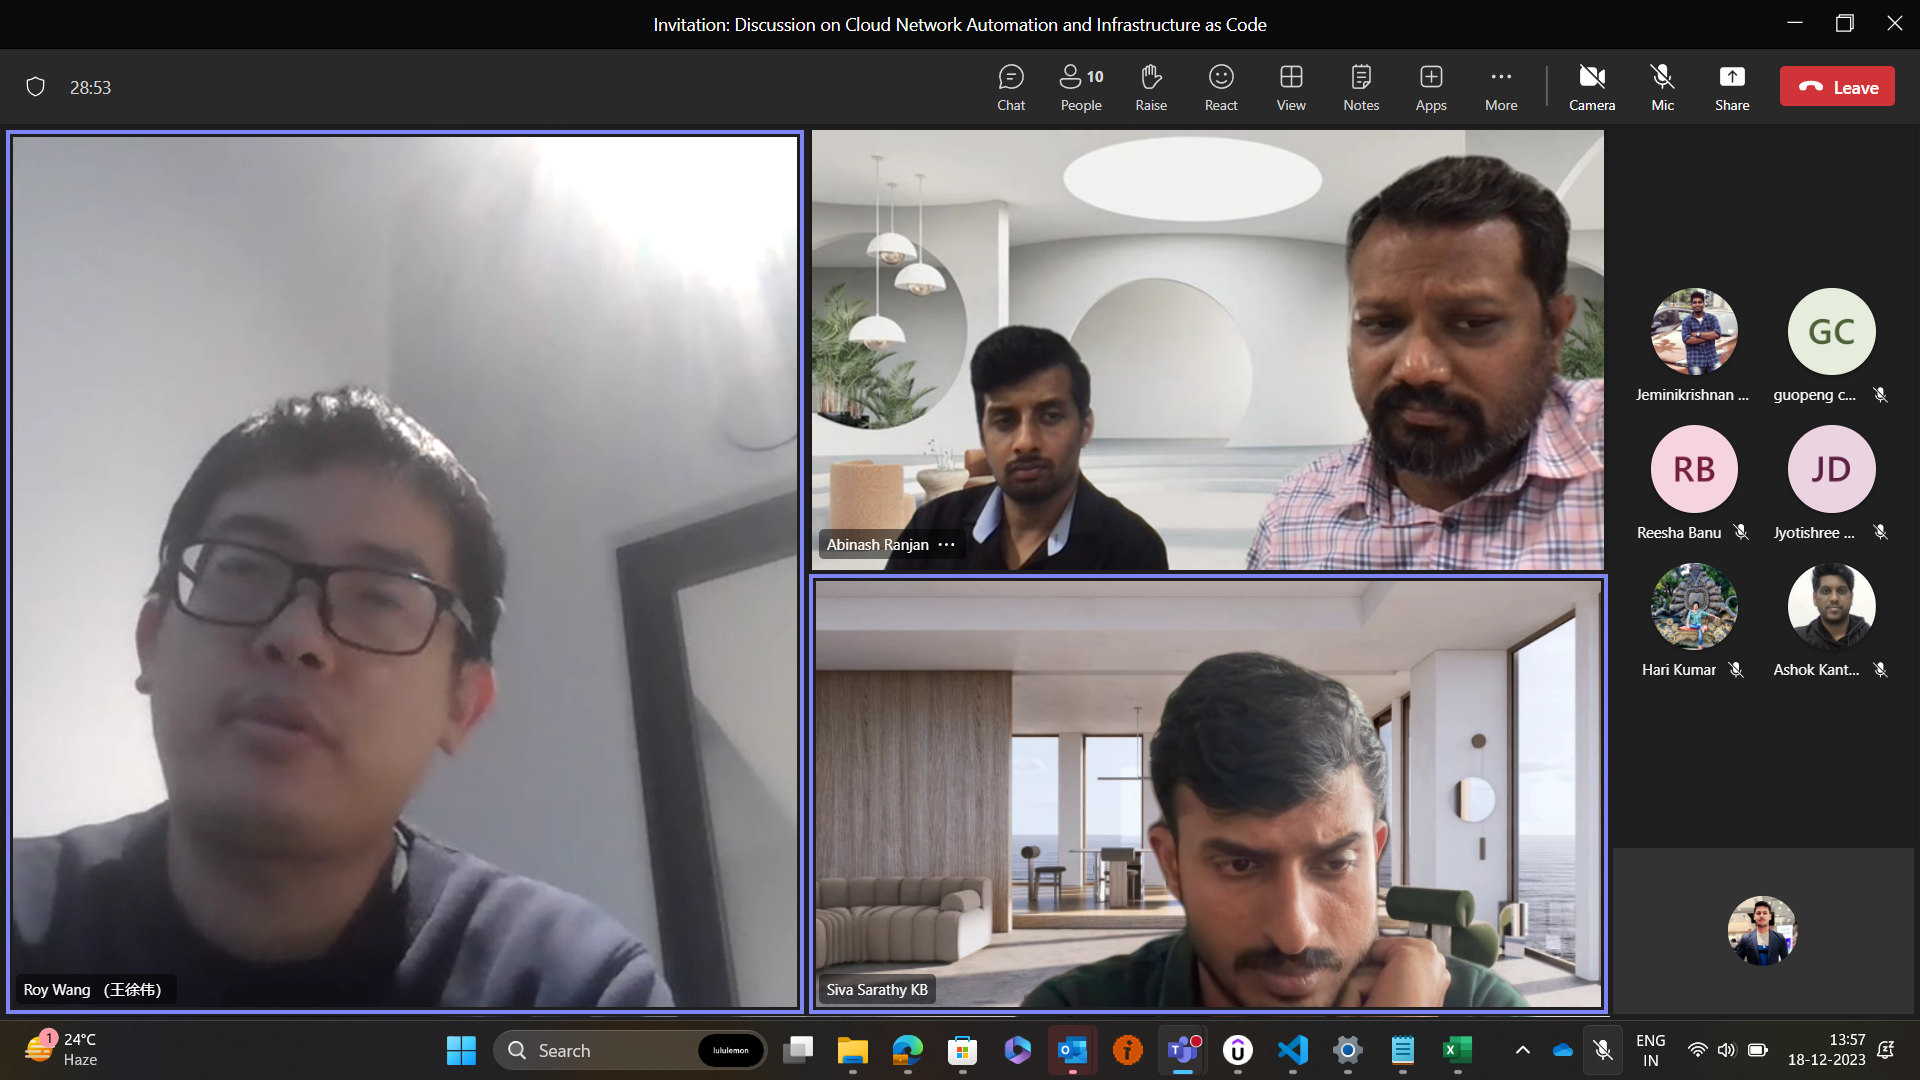 Invitation: Discussion on Cloud Network Automation and Infrastructure as Code
28:53
Chat
10
People
Raise
React
View
Notes
Apps
More
Camera
Mic
Share
Leave
Roy Wang （王徐伟）
Abinash Ranjan ···
Siva Sarathy KB
Jeminikrishnan ...
GC
guopeng c...
RB
Reesha Banu
JD
Jyotishree ...
Hari Kumar
Ashok Kant...
1
24°C
Haze
Search
lululemon
ENG
IN
13:57
18-12-2023